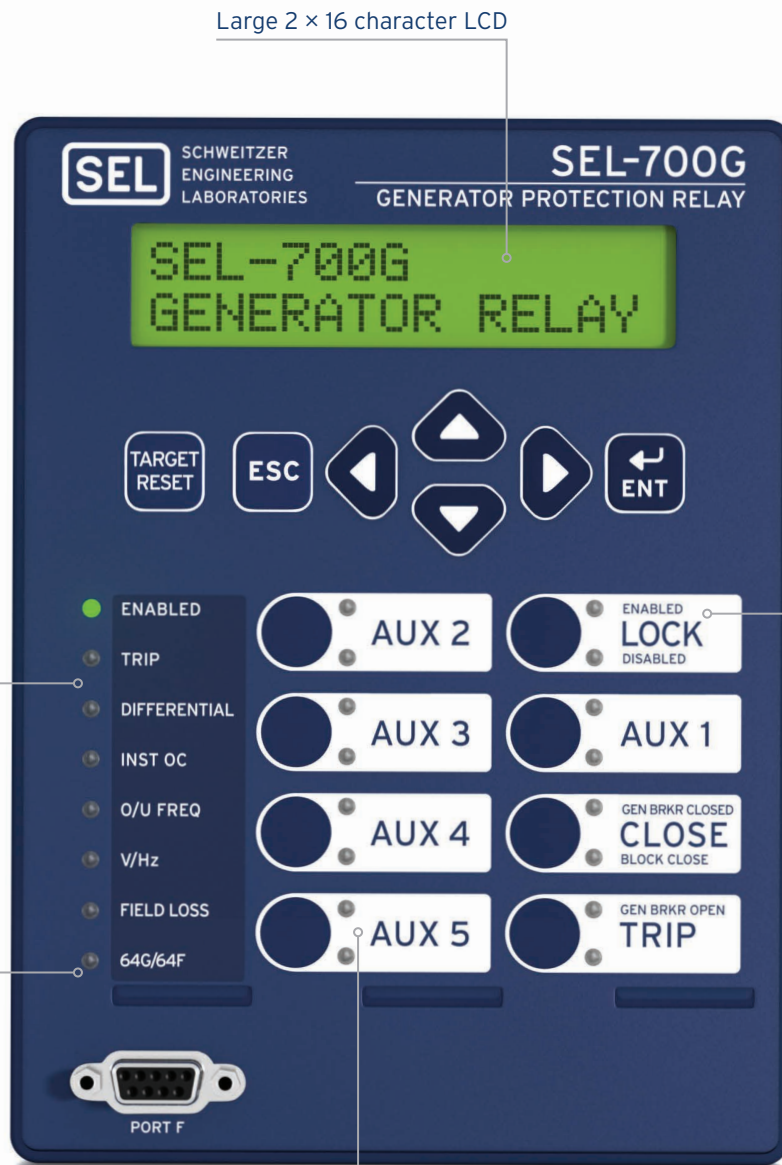 Large 2 × 16 character LCD
SEL
SCHWEITZER
ENGINEERING
LABORATORIES
SEL-700G
GENERATOR PROTECTION RELAY
SEL-700G
GENERATOR RELAY
TARGET
RESET
ESC
ENT
ENABLED
TRIP
DIFFERENTIAL
INST OC
O/U FREQ
V/Hz
FIELD LOSS
64G/64F
AUX 2
ENABLED
LOCK
DISABLED
AUX 3
AUX 1
AUX 4
GEN BRKR CLOSED
CLOSE
BLOCK CLOSE
AUX 5
GEN BRKR OPEN
TRIP
PORT F